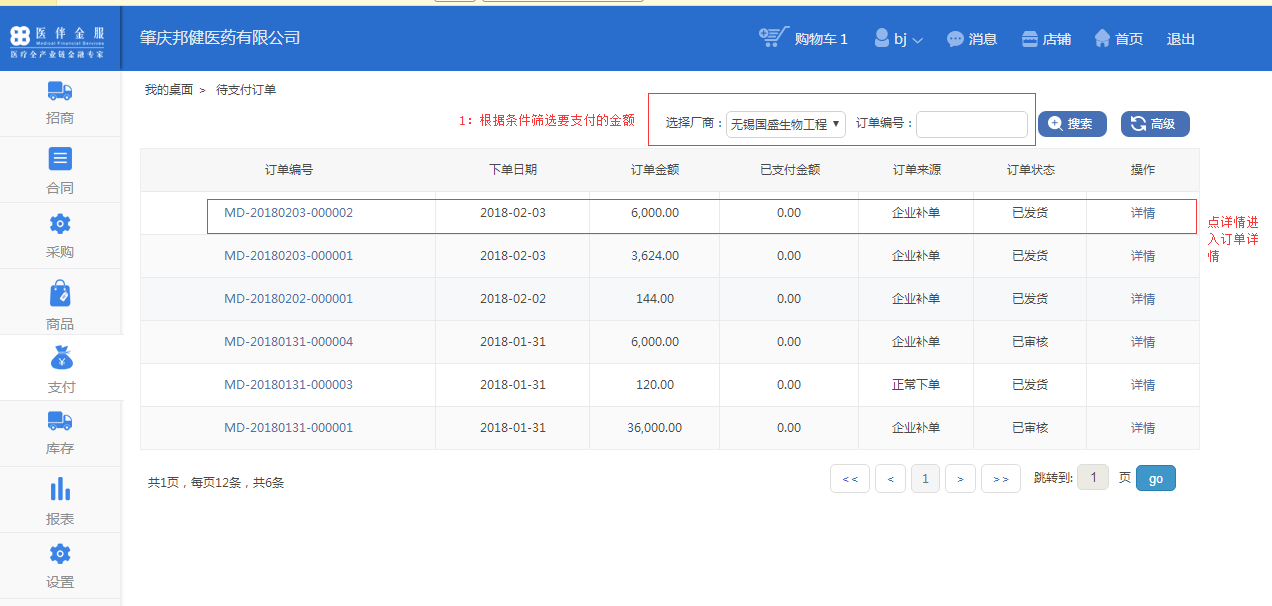 医伴金服
Medical Financial Services
医疗全产业链金融专家
肇庆邦健医药有限公司
购物车 1
bj
消息
店铺
首页
退出
招商
合同
采购
商品
支付
库存
报表
设置
我的桌面 > 待支付订单
1：根据条件筛选要支付的金额
选择厂商： 无锡国盛生物工程 ▼ 订单编号：
搜索
高级
订单编号 下单日期 订单金额 已支付金额 订单来源 订单状态 操作
MD-20180203-000002 2018-02-03 6,000.00 0.00 企业补单 已发货 详情
MD-20180203-000001 2018-02-03 3,624.00 0.00 企业补单 已发货 详情
MD-20180202-000001 2018-02-02 144.00 0.00 企业补单 已发货 详情
MD-20180131-000004 2018-01-31 6,000.00 0.00 企业补单 已审核 详情
MD-20180131-000003 2018-01-31 120.00 0.00 正常下单 已发货 详情
MD-20180131-000001 2018-01-31 36,000.00 0.00 企业补单 已审核 详情
点详情进
入订单详
情
共1页，每页12条，共6条
<< < 1 > >> 跳转到: 1 页 go